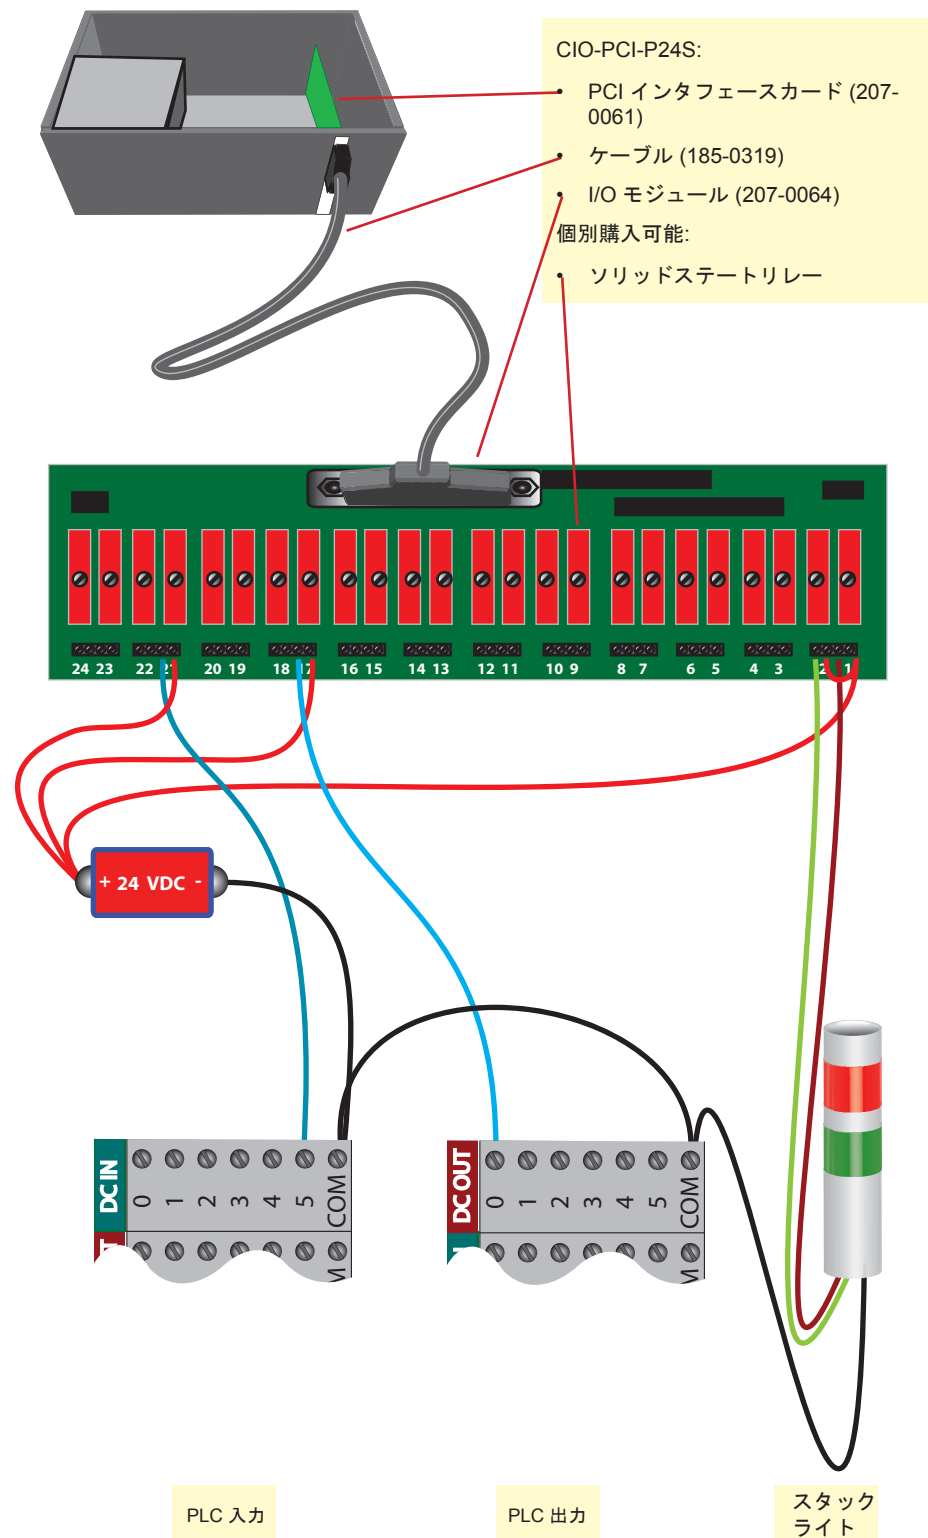 CIO-PCI-P24S:
• PCI インタフェースカード (207-
0061)
• ケーブル (185-0319)
• I/O モジュール (207-0064)
個別購入可能:
• ソリッドステートリレー
24 23 22 21 20 19 18 17 16 15 14 13 12 11 10 9 8 7 6 5 4 3 2 1
+ 24 VDC -
DC IN
0 1 2 3 4 5 COM
DC OUT
0 1 2 3 4 5 COM
PLC 入力
PLC 出力
スタック
ライト